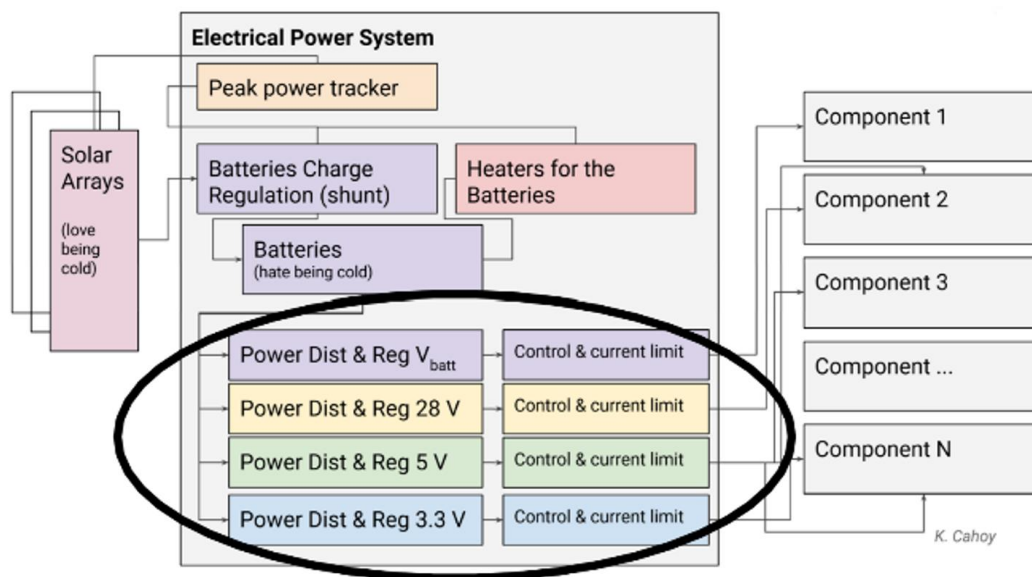 Electrical Power System
Peak power tracker
Solar
Arrays
(love
being
cold)
Batteries Charge
Regulation (shunt)
Heaters for the
Batteries
Batteries
(hate being cold)
Power Dist & Reg Vbatt
Control & current limit
Power Dist & Reg 28 V
Control & current limit
Power Dist & Reg 5 V
Control & current limit
Power Dist & Reg 3.3 V
Control & current limit
Component 1
Component 2
Component 3
Component ...
Component N
K. Cahoy